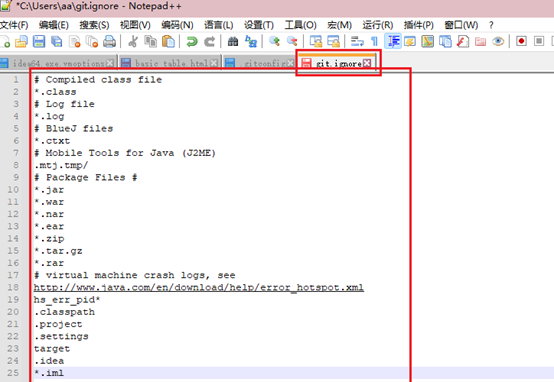 *C:\Users\aa\git.ignore - Notepad++
文件(F) 编辑(E) 搜索(S) 视图(V) 编码(N) 语言(L) 设置(T) 工具(O) 宏(M) 运行(R) 插件(P) 窗口(W) ?
idea64.exe.vmoptions basic_table.html .gitconfig git.ignore
1 # Compiled class file
2 *.class
3 # Log file
4 *.log
5 # BlueJ files
6 *.ctxt
7 # Mobile Tools for Java (J2ME)
8 .mtj.tmp/
9 # Package Files #
10 *.jar
11 *.war
12 *.nar
13 *.ear
14 *.zip
15 *.tar.gz
16 *.rar
17 # virtual machine crash logs, see
18 http://www.java.com/en/download/help/error_hotspot.xml
19 hs_err_pid*
20 .classpath
21 .project
22 .settings
23 target
24 .idea
25 *.iml